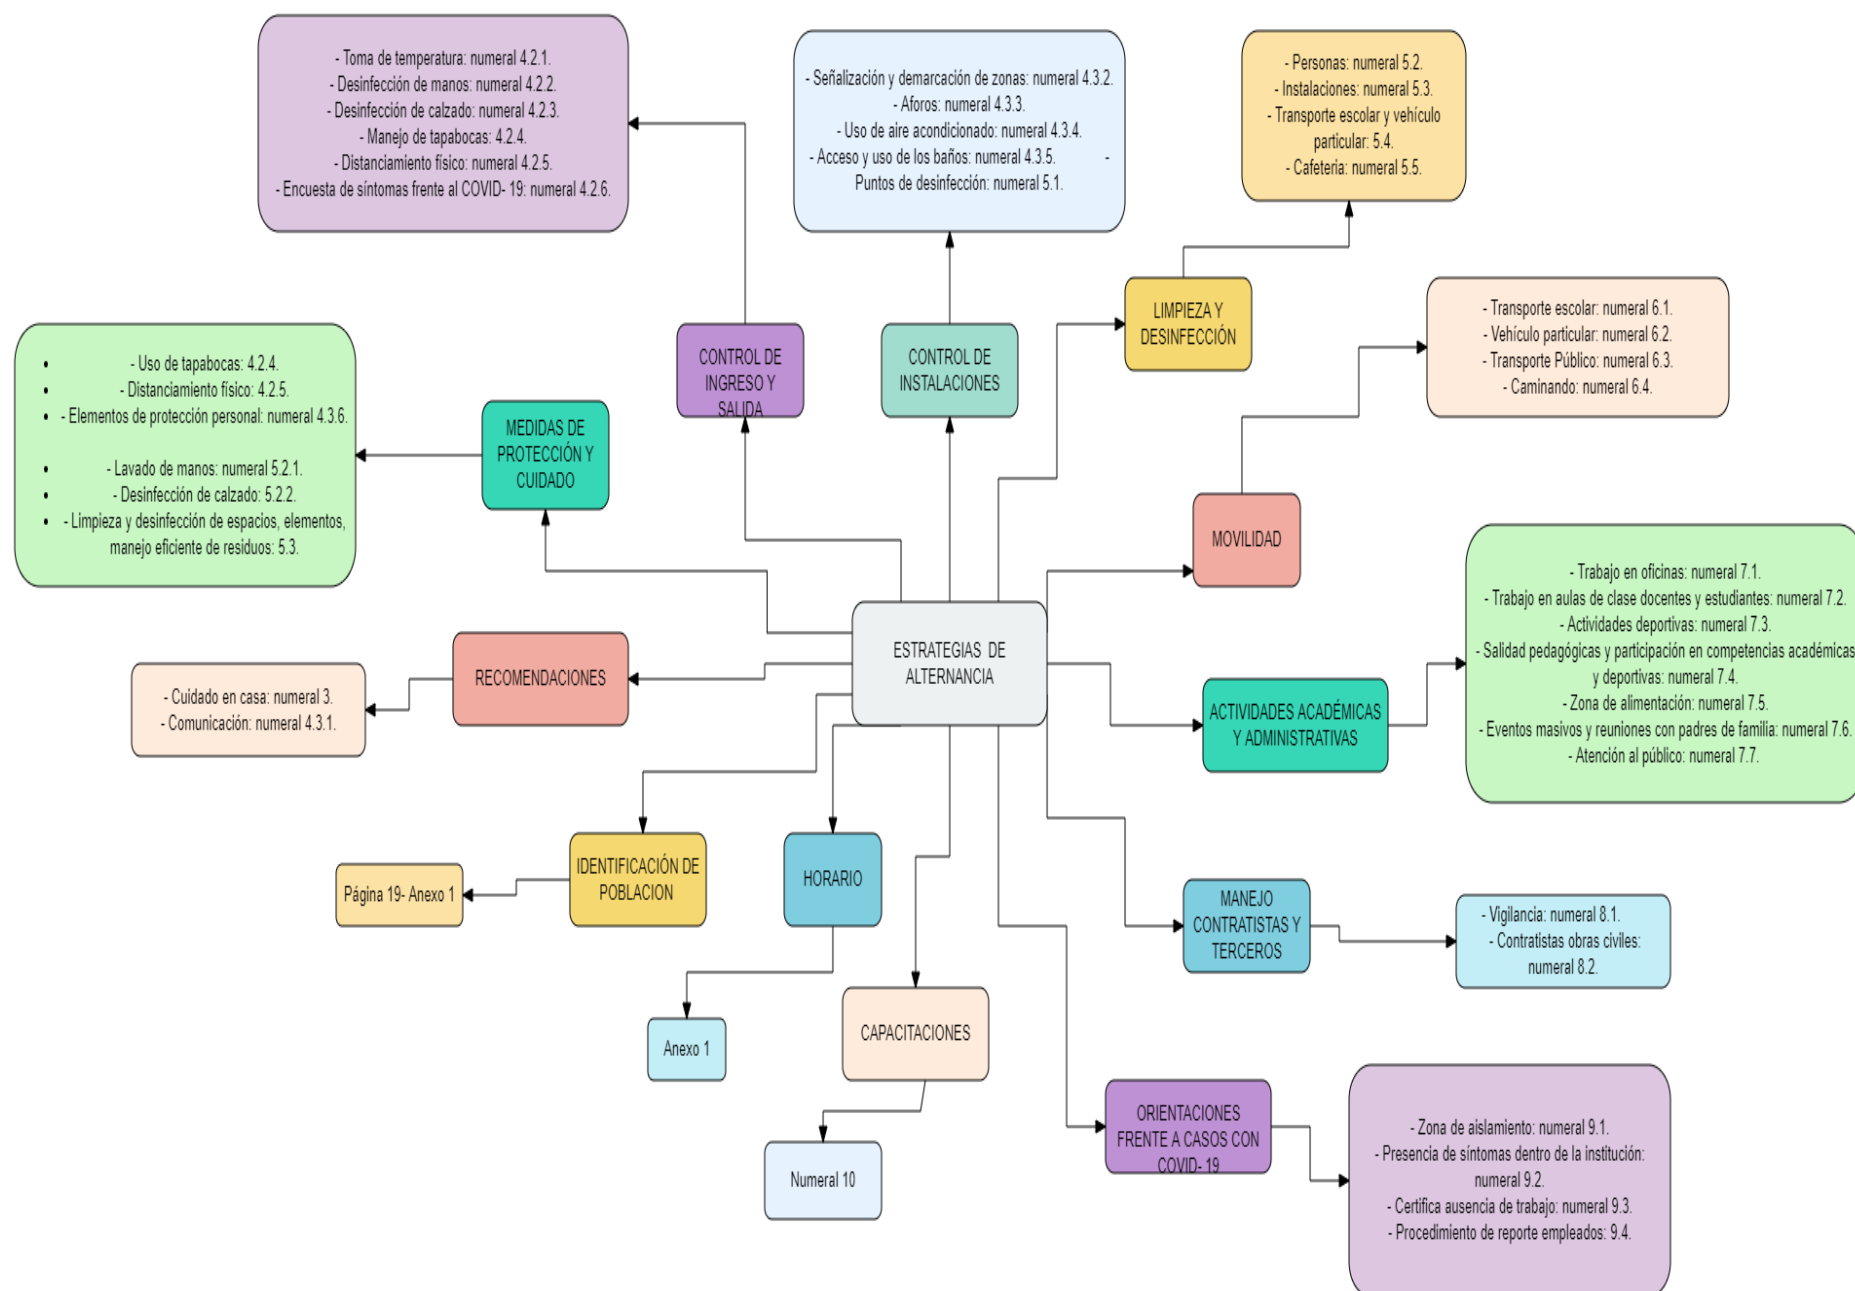 - Toma de temperatura: numeral 4.2.1.
- Desinfección de manos: numeral 4.2.2.
- Desinfección de calzado: numeral 4.2.3.
- Manejo de tapabocas: 4.2.4.
- Distanciamiento físico: numeral 4.2.5.
- Encuesta de síntomas frente al COVID- 19: numeral 4.2.6.
- Señalización y demarcación de zonas: numeral 4.3.2.
- Aforos: numeral 4.3.3.
- Uso de aire acondicionado: numeral 4.3.4.
- Acceso y uso de los baños: numeral 4.3.5. -
Puntos de desinfección: numeral 5.1.
- Personas: numeral 5.2.
- Instalaciones: numeral 5.3.
- Transporte escolar y vehículo
particular: 5.4.
- Cafeteria: numeral 5.5.
LIMPIEZA Y
DESINFECCIÓN
- Transporte escolar: numeral 6.1.
- Vehículo particular: numeral 6.2.
- Transporte Público: numeral 6.3.
- Caminando: numeral 6.4.
CONTROL DE
INGRESO Y
SALIDA
CONTROL DE
INSTALACIONES
• - Uso de tapabocas: 4.2.4.
• - Distanciamiento físico: 4.2.5.
• - Elementos de protección personal: numeral 4.3.6.
• - Lavado de manos: numeral 5.2.1.
• - Desinfección de calzado: 5.2.2.
• - Limpieza y desinfección de espacios, elementos,
manejo eficiente de residuos: 5.3.
MEDIDAS DE
PROTECCIÓN Y
CUIDADO
MOVILIDAD
- Trabajo en oficinas: numeral 7.1.
- Trabajo en aulas de clase docentes y estudiantes: numeral 7.2.
- Actividades deportivas: numeral 7.3.
- Salidad pedagógicas y participación en competencias académicas
y deportivas: numeral 7.4.
- Zona de alimentación: numeral 7.5.
- Eventos masivos y reuniones con padres de familia: numeral 7.6.
- Atención al público: numeral 7.7.
ESTRATEGIAS DE
ALTERNANCIA
RECOMENDACIONES
- Cuidado en casa: numeral 3.
- Comunicación: numeral 4.3.1.
ACTIVIDADES ACADÉMICAS
Y ADMINISTRATIVAS
IDENTIFICACIÓN DE
POBLACION
Página 19- Anexo 1
HORARIO
MANEJO
CONTRATISTAS Y
TERCEROS
- Vigilancia: numeral 8.1.
- Contratistas obras civiles:
numeral 8.2.
Anexo 1
CAPACITACIONES
Numeral 10
ORIENTACIONES
FRENTE A CASOS CON
COVID- 19
- Zona de aislamiento: numeral 9.1.
- Presencia de síntomas dentro de la institución:
numeral 9.2.
- Certifica ausencia de trabajo: numeral 9.3.
- Procedimiento de reporte empleados: 9.4.